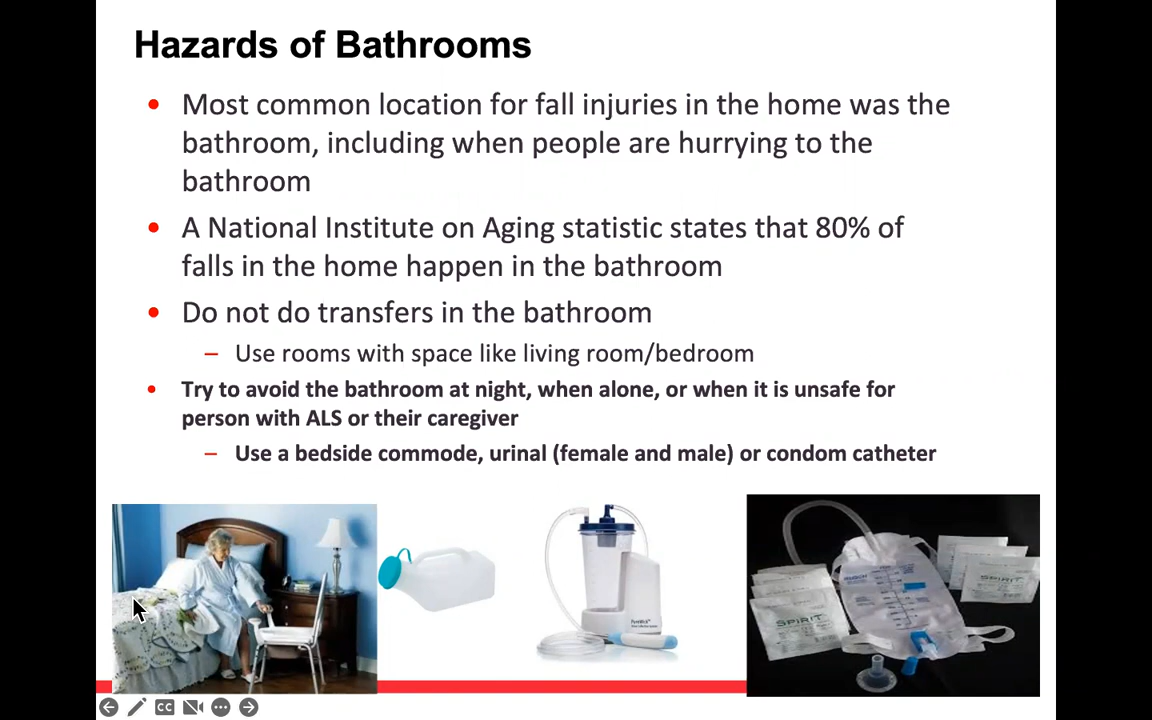 Hazards of Bathrooms
Most common location for fall injuries in the home was the
bathroom, including when people are hurrying to the
bathroom
A National Institute on Aging statistic states that 80% of
falls in the home happen in the bathroom
Do not do transfers in the bathroom
– Use rooms with space like living room/bedroom
Try to avoid the bathroom at night, when alone, or when it is unsafe for
person with ALS or their caregiver
– Use a bedside commode, urinal (female and male) or condom catheter
SPIRIT
SPIRIT
CC